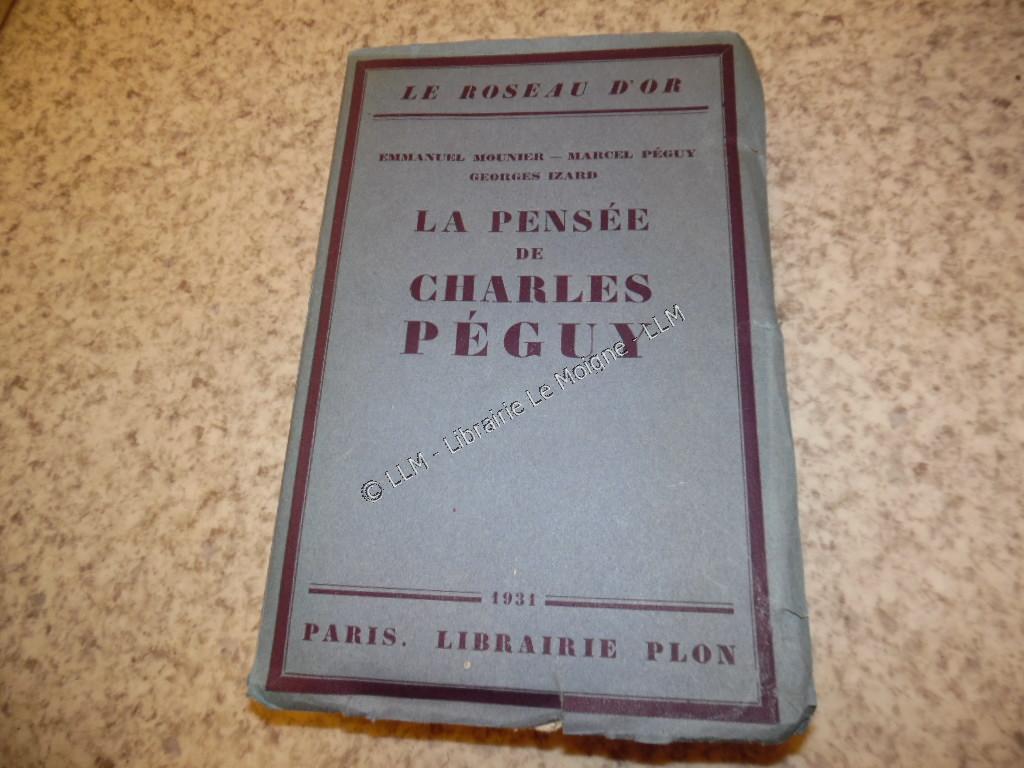 LE ROSEAU D'OR
EMMANUEL MOUNIER — MARCEL PÉGUY
GEORGES IZARD
LA PENSÉE
DE
CHARLES
PÉGUY
© LLM - Librairie Le Moigne - LLM
1931
PARIS. LIBRAIRIE PLON